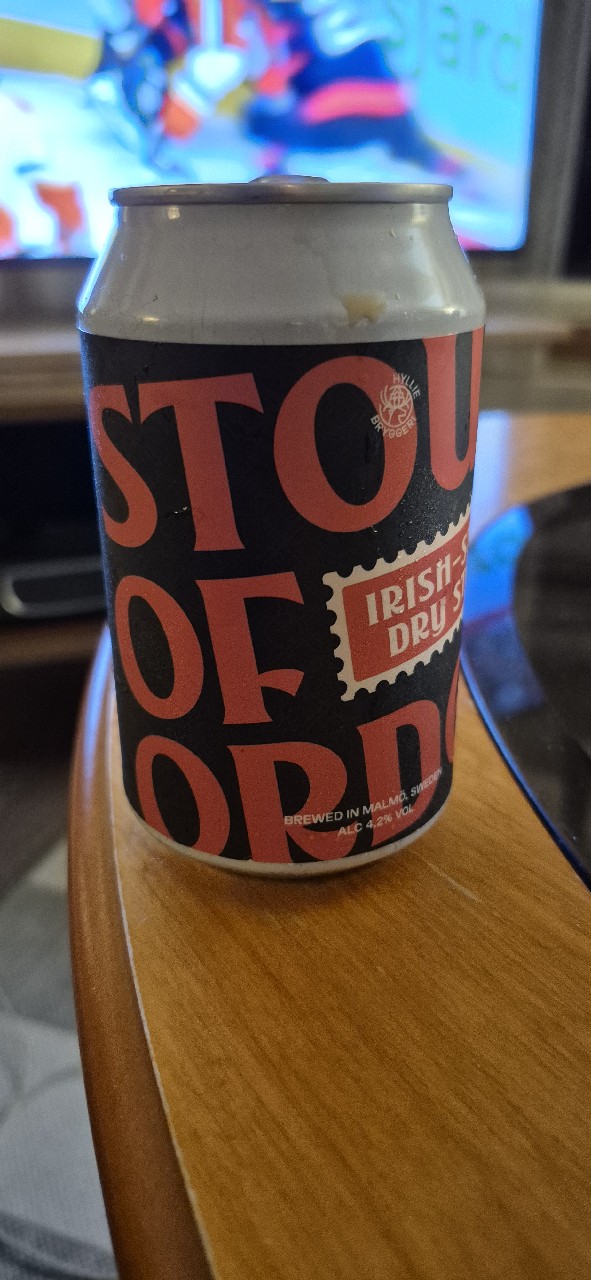 STOU
HYLLIE
BRYGGERI
OF
IRISH-S
DRY S
ORD
BREWED IN MALMÖ, SWEDEN
ALC 4,2% VOL